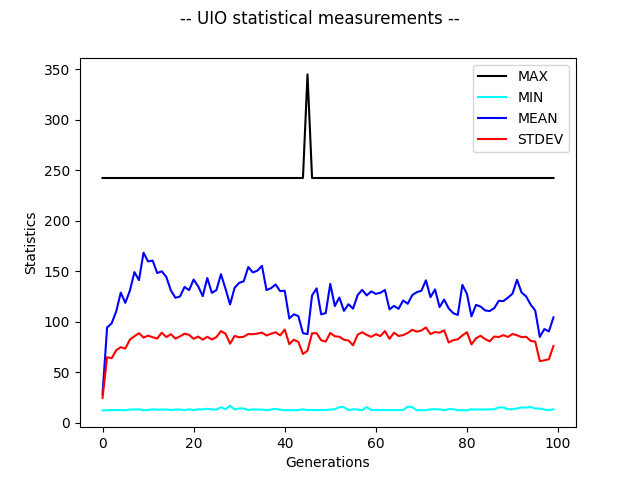 -- UIO statistical measurements --
MAX
MIN
MEAN
STDEV
Statistics
350
300
250
200
150
100
50
0
0 20 40 60 80 100
Generations